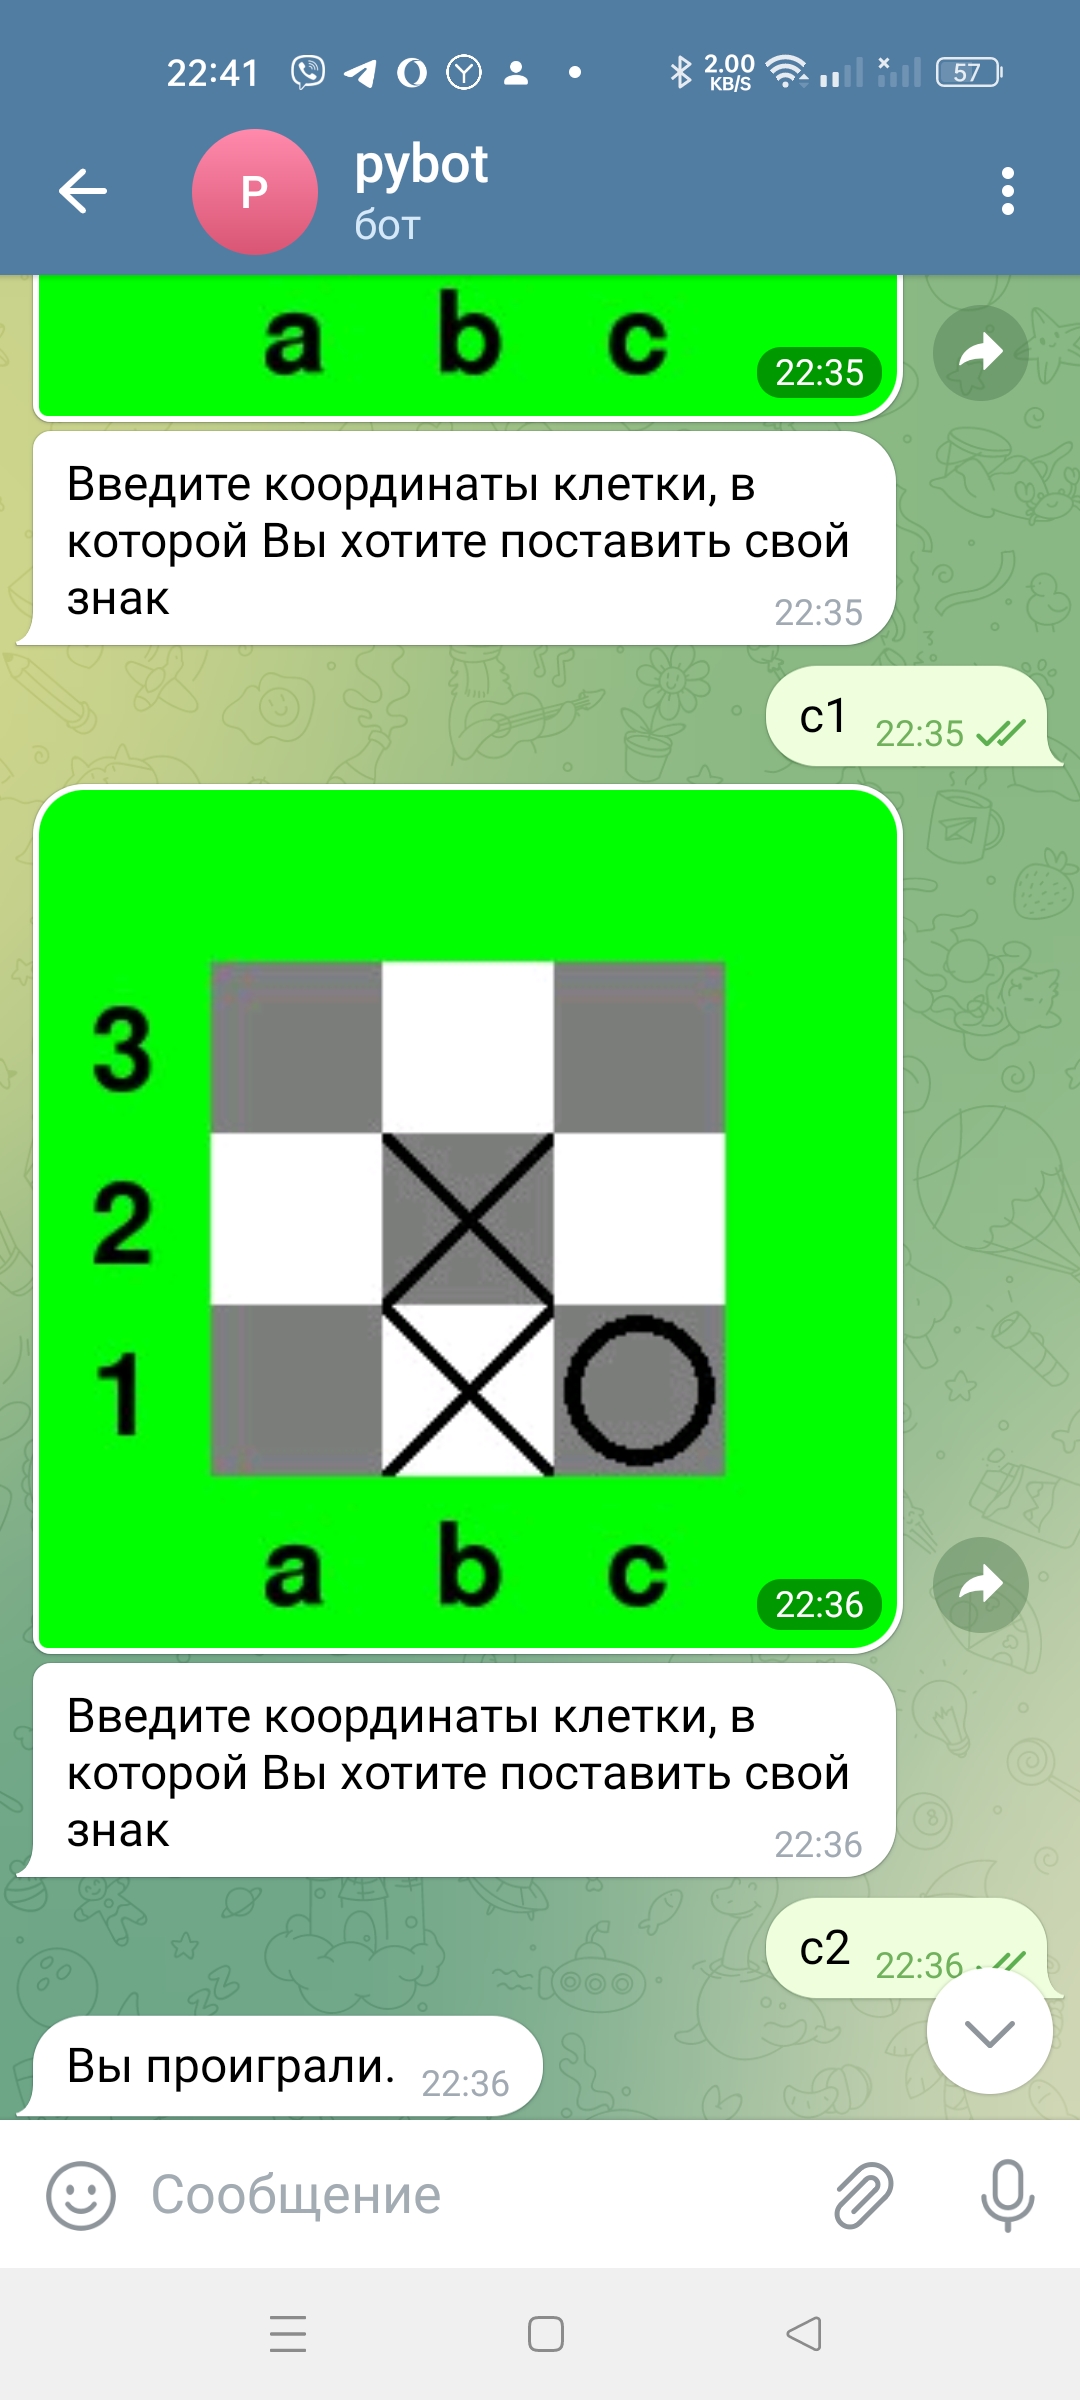 22:41
2.00
KB/S
57
P
pybot
бот
a b c
22:35
Введите координаты клетки, в
которой Вы хотите поставить свой
знак
22:35
c1 22:35
3
2
1
a b c
22:36
Введите координаты клетки, в
которой Вы хотите поставить свой
знак
22:36
c2 22:36
Вы проиграли. 22:36
Сообщение